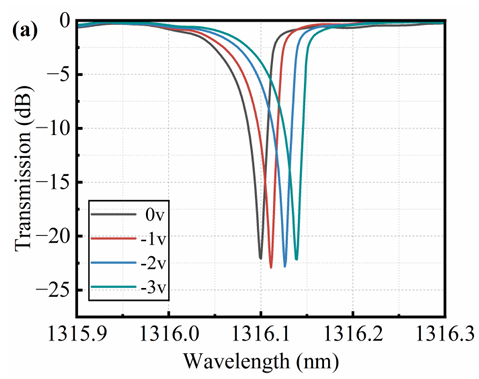 (a)
0
−5
−10
−15
−20
−25
Transmission (dB)
0v
-1v
-2v
-3v
1315.9 1316.0 1316.1 1316.2 1316.3
Wavelength (nm)